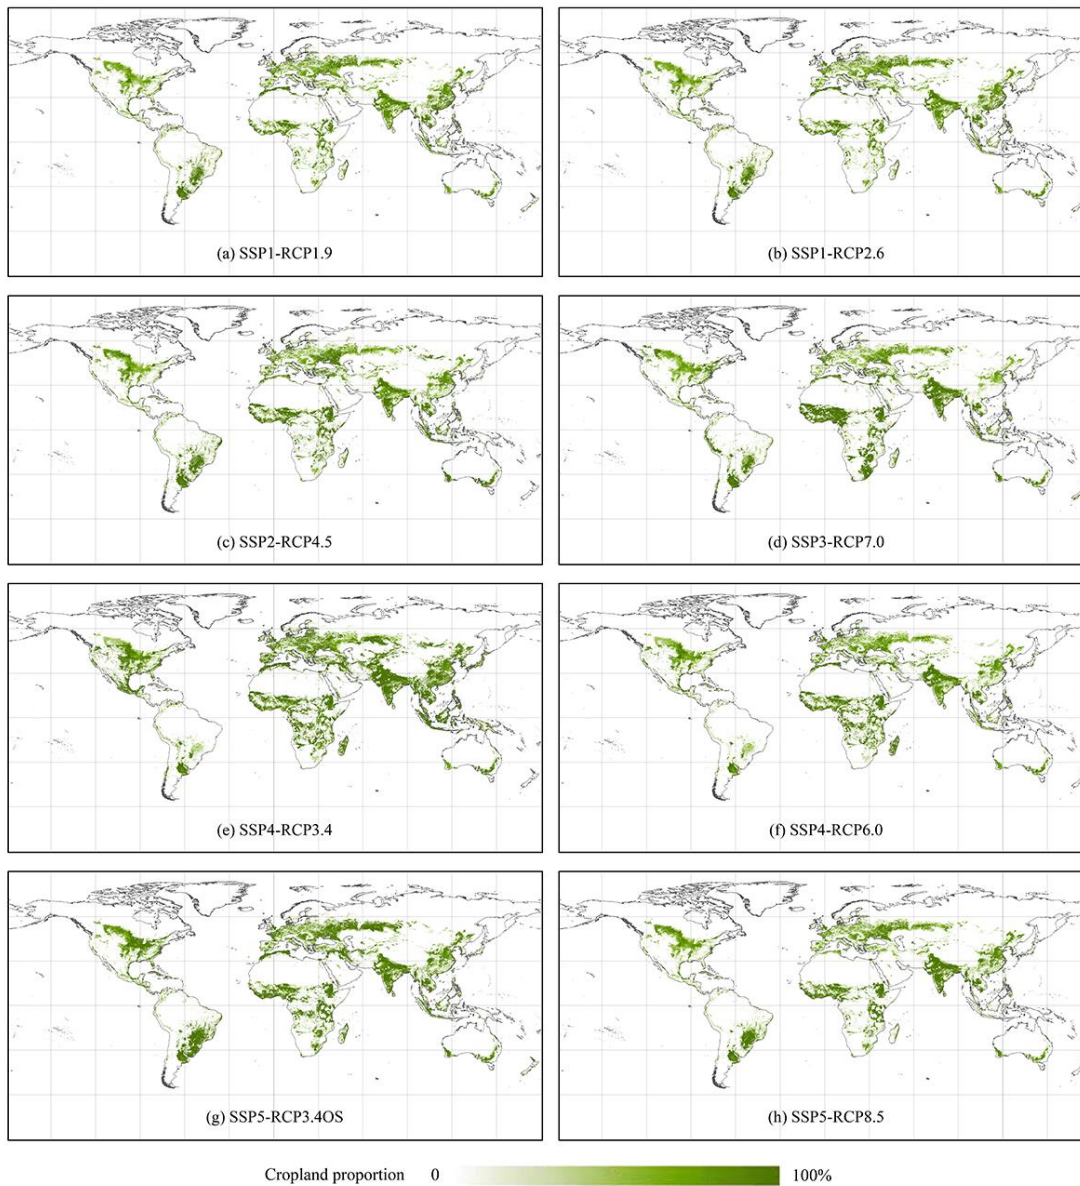 (a) SSP1-RCP1.9
(b) SSP1-RCP2.6
(c) SSP2-RCP4.5
(d) SSP3-RCP7.0
(e) SSP4-RCP3.4
(f) SSP4-RCP6.0
(g) SSP5-RCP3.4OS
(h) SSP5-RCP8.5
Cropland proportion 0 100%